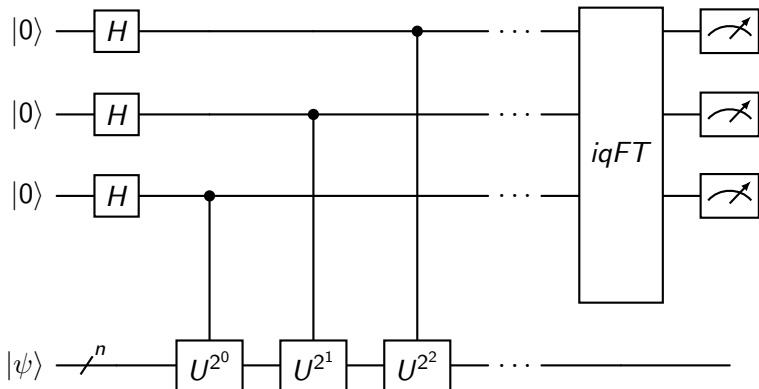 |0⟩ H ···
|0⟩ H ···
iqFT
|0⟩ H ···
|ψ⟩ n U^{2^0} U^{2^1} U^{2^2} ···